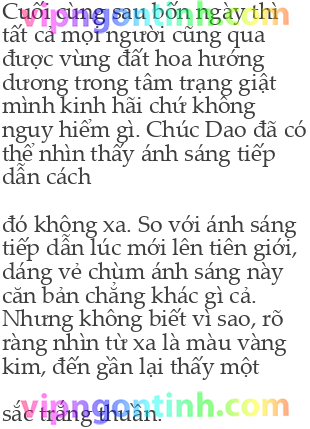 Cuối cùng sau bốn ngày thì
tất cả mọi người cũng qua
được vùng đất hoa hướng
dương trong tâm trạng giật
mình kinh hãi chứ không
nguy hiểm gì. Chúc Dao đã có
thể nhìn thấy ánh sáng tiếp
dẫn cách
đó không xa. So với ánh sáng
tiếp dẫn lúc mới lên tiên giới,
dáng vẻ chùm ánh sáng này
căn bản chẳng khác gì cả.
Nhưng không biết vì sao, rõ
ràng nhìn từ xa là màu vàng
kim, đến gần lại thấy một
sắc trắng thuần.
vipngontinh.com
vipngontinh.com